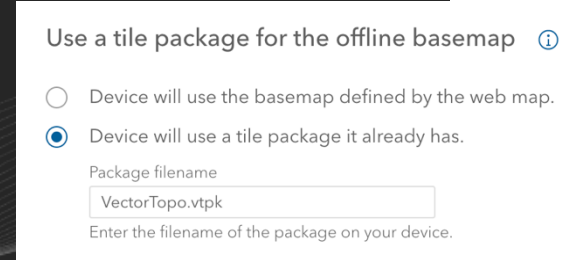 Use a tile package for the offline basemap
Device will use the basemap defined by the web map.
Device will use a tile package it already has.
Package filename
VectorTopo.vtpk
Enter the filename of the package on your device.